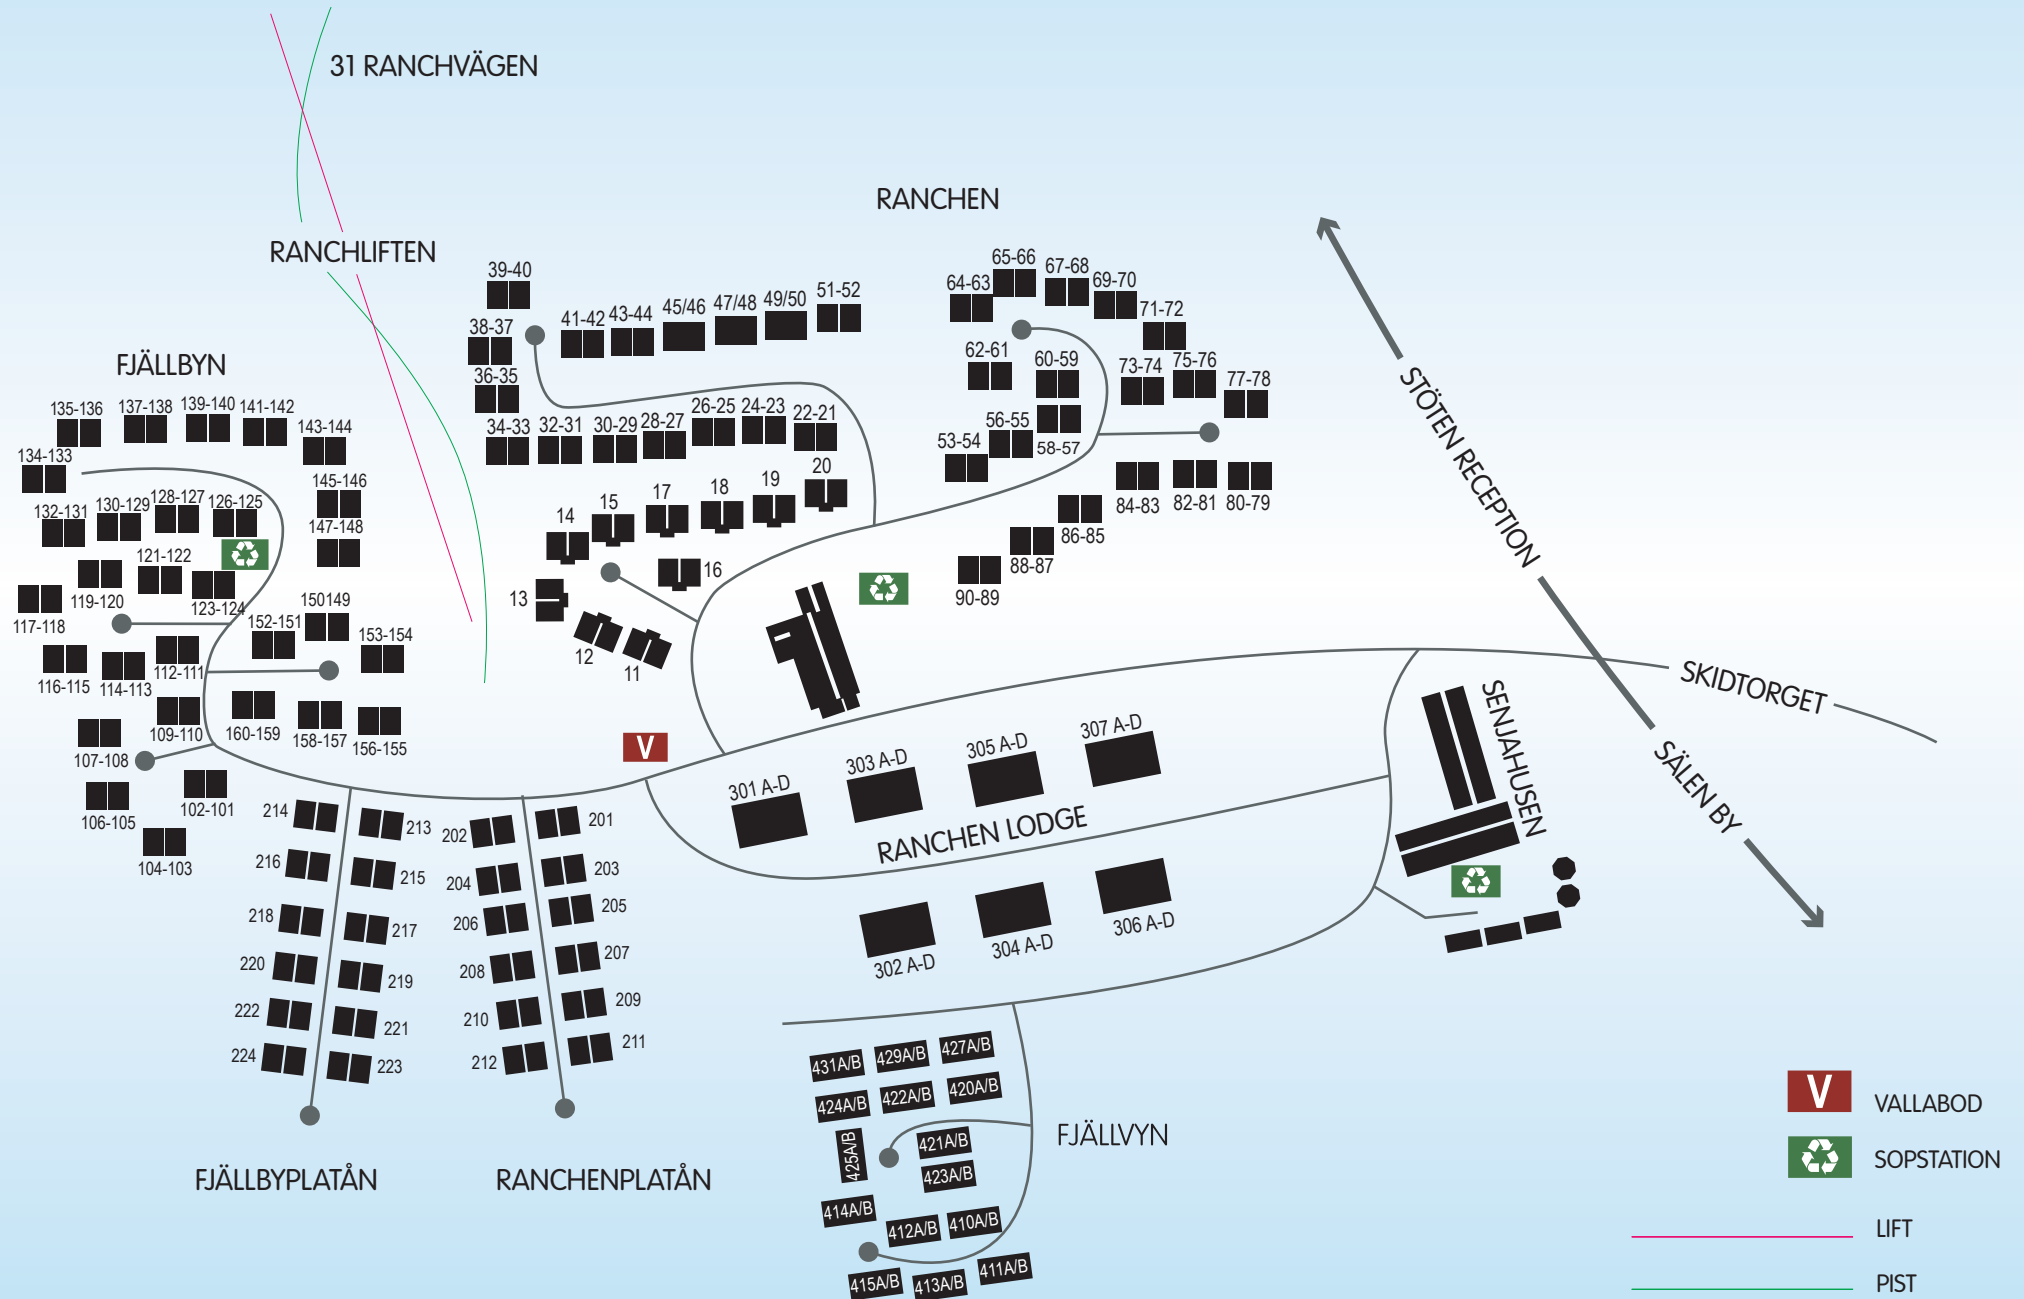 31 RANCHVÄGEN
RANCHEN
RANCHLIFTEN
39-40
38-37
36-35
41-42
43-44
45/46
47/48
49/50
51-52
34-33
32-31
30-29
28-27
26-25
24-23
22-21
64-63
65-66
67-68
69-70
71-72
62-61
60-59
73-74
75-76
77-78
53-54
56-55
58-57
84-83
82-81
80-79
86-85
88-87
90-89
14
15
17
18
19
20
16
13
12
11
FJÄLLBYN
135-136
137-138
139-140
141-142
143-144
134-133
145-146
132-131
130-129
128-127
126-125
147-148
121-122
119-120
123-124
117-118
150149
152-151
153-154
116-115
114-113
112-111
109-110
160-159
158-157
156-155
107-108
106-105
102-101
104-103
STÖTEN RECEPTION
SKIDTORGET
SÄLEN BY
SENJAHUSEN
V
301 A-D
303 A-D
305 A-D
307 A-D
RANCHEN LODGE
302 A-D
304 A-D
306 A-D
214
213
216
215
218
217
220
219
222
221
224
223
202
201
204
203
206
205
208
207
210
209
212
211
FJÄLLBYPLATÅN
RANCHENPLATÅN
431A/B
429A/B
427A/B
424A/B
422A/B
420A/B
425A/B
421A/B
423A/B
414A/B
412A/B
410A/B
415A/B
413A/B
411A/B
FJÄLLVYN
V
VALLABOD
SOPSTATION
LIFT
PIST